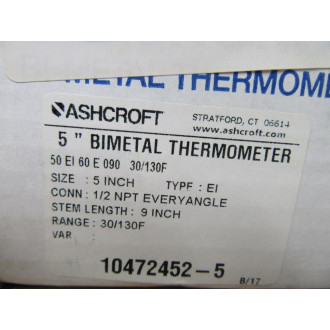 METAL THERMOME
ASHCROFT
STRATFORD, CT 06614
www.ashcroft.com
5 " BIMETAL THERMOMETER
50 EI 60 E 090 30/130F
SIZE : 5 INCH TYPE: EI
CONN : 1/2 NPT EVERYANGLE
STEM LENGTH: 9 INCH
RANGE: 30/130F
VAR :
10472452-5
8/17